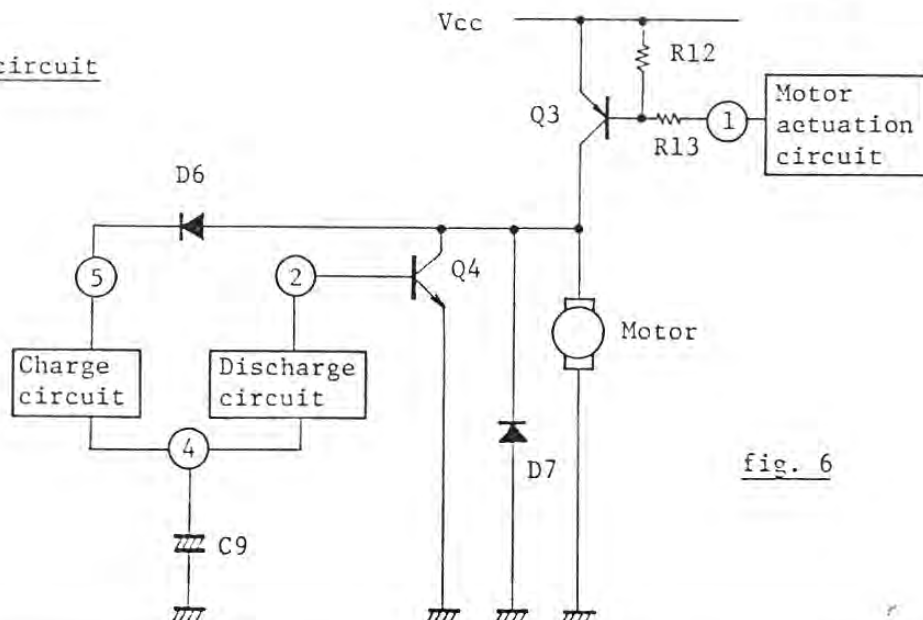 Vcc
circuit
R12
Q3
R13
1
Motor
actuation
circuit
D6
5
2
Q4
Motor
Charge
circuit
Discharge
circuit
4
D7
fig. 6
C9